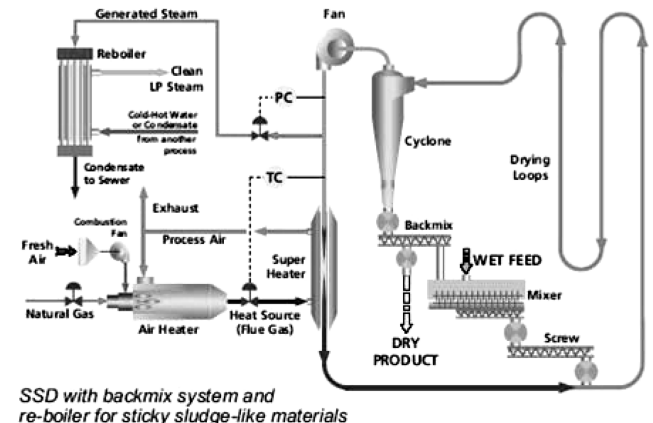 Generated Steam
Fan
Reboiler
Clean
LP Steam
PC
Cold-Hot Water
or Condensate
from another
process
Cyclone
Drying
Loops
Condensate
to Sewer
TC
Exhaust
Combustion
Fan
Process Air
Backmix
Fresh
Air
Super
Heater
WET FEED
Mixer
Natural Gas
Air Heater
Heat Source
(Flue Gas)
DRY
PRODUCT
Screw
SSD with backmix system and
re-boiler for sticky sludge-like materials